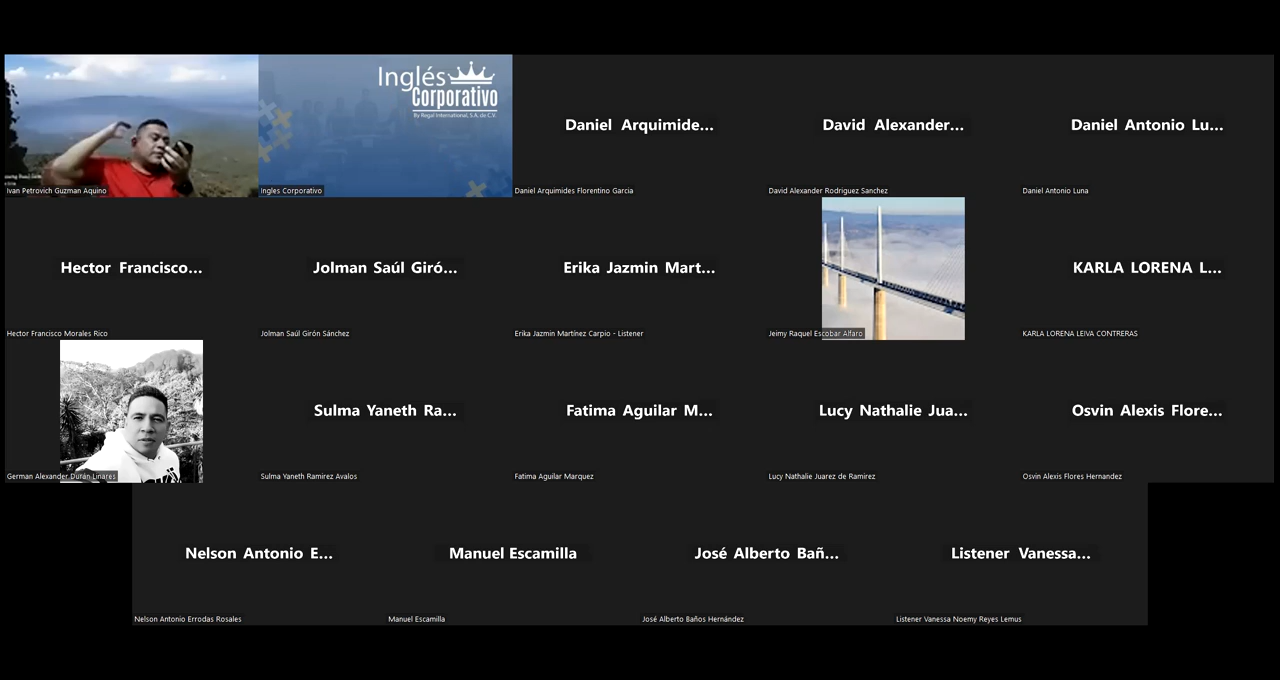 Inglés
Corporativo
By Regal International, S.A. de C.V.
Daniel Arquimide...
David Alexander...
Daniel Antonio Lu...
Ivan Petrovich Guzman Aquino
Ingles Corporativo
Daniel Arquimides Florentino Garcia
David Alexander Rodriguez Sanchez
Daniel Antonio Luna
Hector Francisco...
Jolman Saúl Giró...
Erika Jazmin Mart...
KARLA LORENA L...
Hector Francisco Morales Rico
Jolman Saúl Girón Sánchez
Erika Jazmin Martínez Carpio - Listener
Jeimy Raquel Escobar Alfaro
KARLA LORENA LEIVA CONTRERAS
Sulma Yaneth Ra...
Fatima Aguilar M...
Lucy Nathalie Jua...
Osvin Alexis Flore...
German Alexander Durán Linares
Sulma Yaneth Ramirez Avalos
Fatima Aguilar Marquez
Lucy Nathalie Juarez de Ramirez
Osvin Alexis Flores Hernandez
Nelson Antonio E...
Manuel Escamilla
José Alberto Bañ...
Listener Vanessa...
Nelson Antonio Errodas Rosales
Manuel Escamilla
José Alberto Baños Hernández
Listener Vanessa Noemy Reyes Lemus